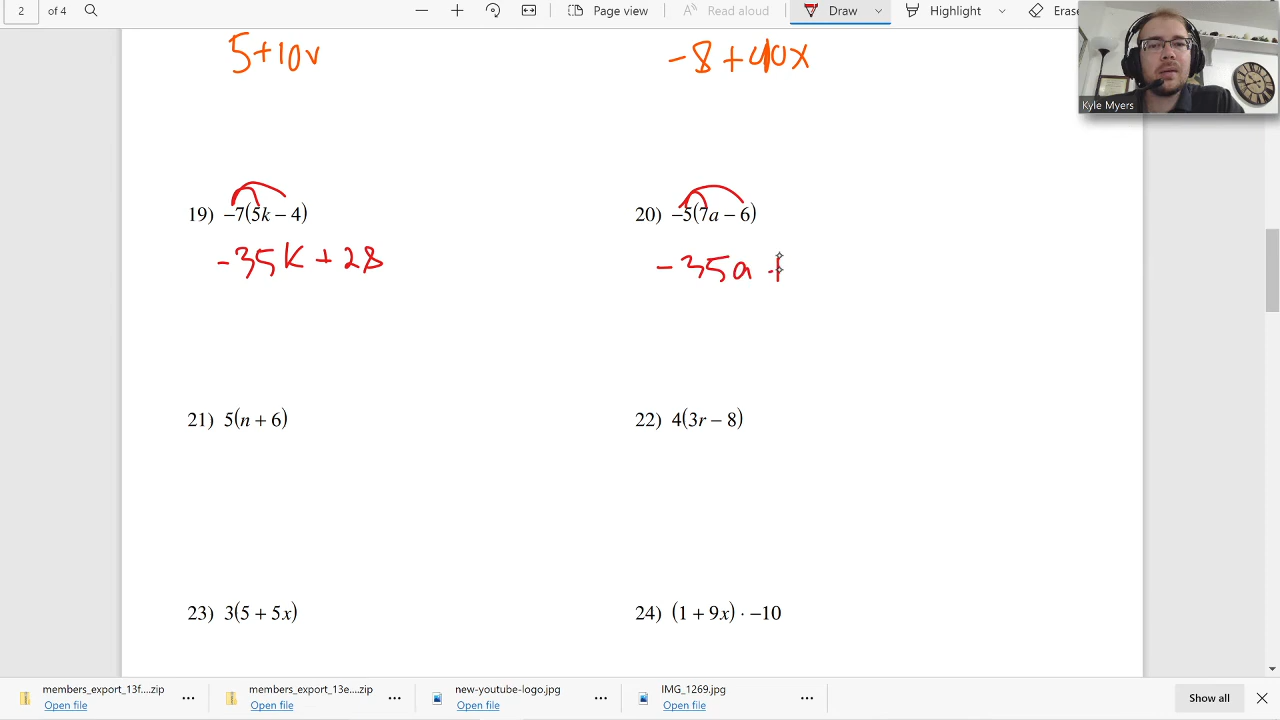 2 of 4 Page view Read aloud Draw Highlight Erase
5+10v
-8+40x
Kyle Myers
19) −7(5k − 4)
-35k + 28
20) −5(7a − 6)
-35a +
21) 5(n + 6)
22) 4(3r − 8)
23) 3(5 + 5x)
24) (1 + 9x) · −10
members_export_13f....zip
Open file
members_export_13e....zip
Open file
new-youtube-logo.jpg
Open file
IMG_1269.jpg
Open file
Show all